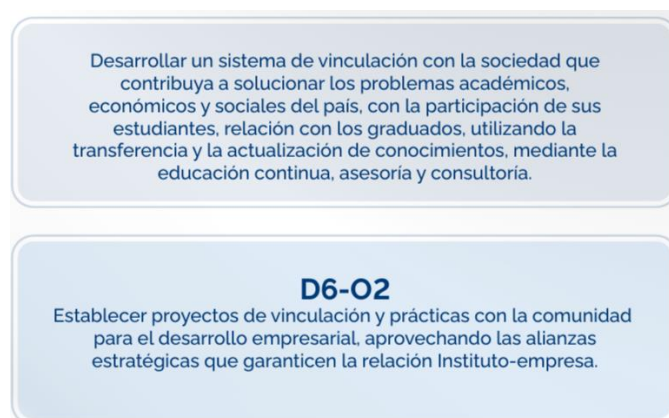 Desarrollar un sistema de vinculación con la sociedad que
contribuya a solucionar los problemas académicos,
económicos y sociales del país, con la participación de sus
estudiantes, relación con los graduados, utilizando la
transferencia y la actualización de conocimientos, mediante la
educación continua, asesoría y consultoría.
D6-O2
Establecer proyectos de vinculación y prácticas con la comunidad
para el desarrollo empresarial, aprovechando las alianzas
estratégicas que garanticen la relación Instituto-empresa.